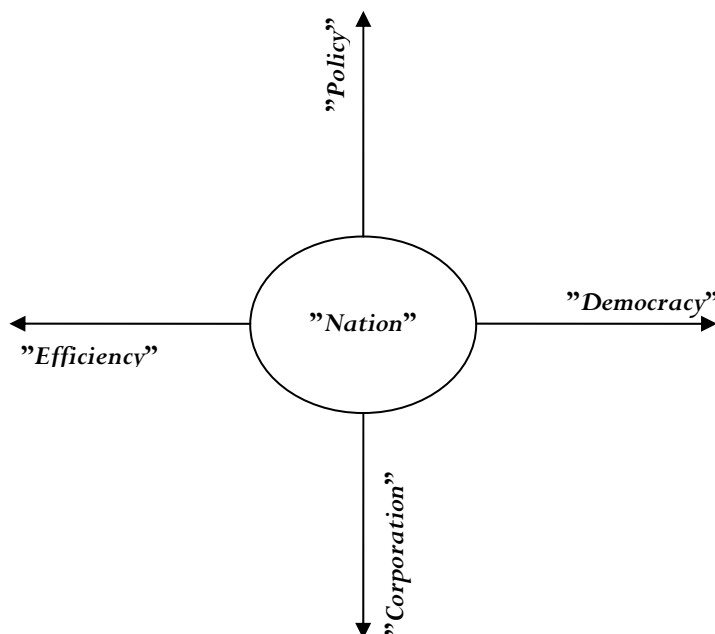 ”Policy”
”Nation”
”Democracy”
”Efficiency”
”Corporation”